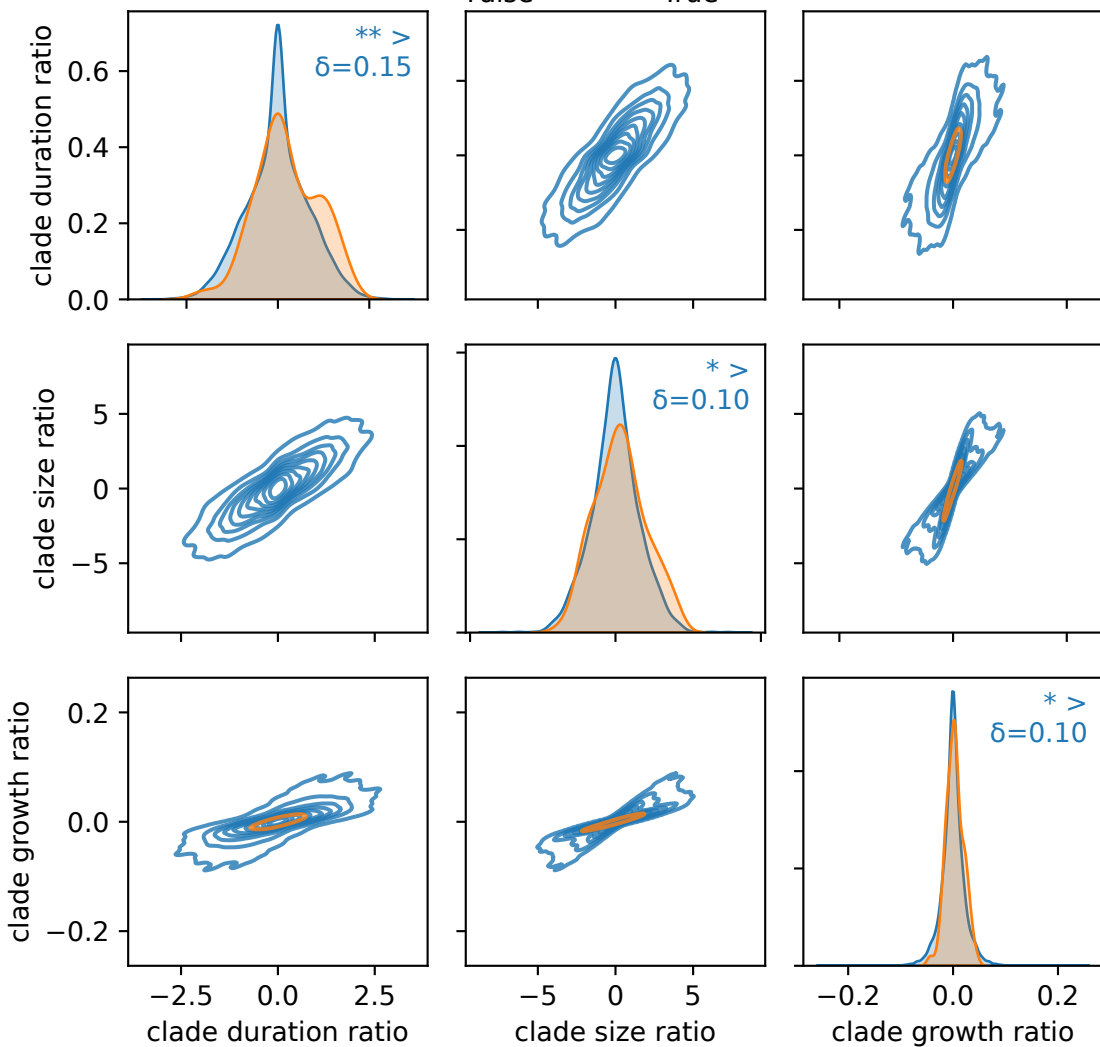 clade duration ratio
0.6
0.4
0.2
0.0
** >
δ=0.15
clade size ratio
5
0
−5
* >
δ=0.10
clade growth ratio
0.2
0.0
−0.2
* >
δ=0.10
−2.5 0.0 2.5
−5 0 5
−0.2 0.0 0.2
clade duration ratio
clade size ratio
clade growth ratio